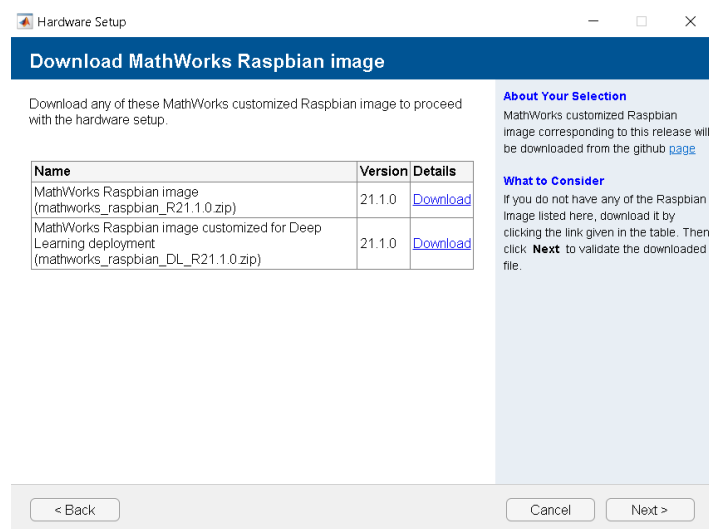 Hardware Setup
Download MathWorks Raspbian image
Download any of these MathWorks customized Raspbian image to proceed
with the hardware setup.
Name Version Details
MathWorks Raspbian image
(mathworks_raspbian_R21.1.0.zip) 21.1.0 Download
MathWorks Raspbian image customized for Deep
Learning deployment 21.1.0 Download
(mathworks_raspbian_DL_R21.1.0.zip)
About Your Selection
MathWorks customized Raspbian
image corresponding to this release will
be downloaded from the github page
What to Consider
If you do not have any of the Raspbian
Image listed here, download it by
clicking the link given in the table. Then
click Next to validate the downloaded
file.
< Back
Cancel
Next >